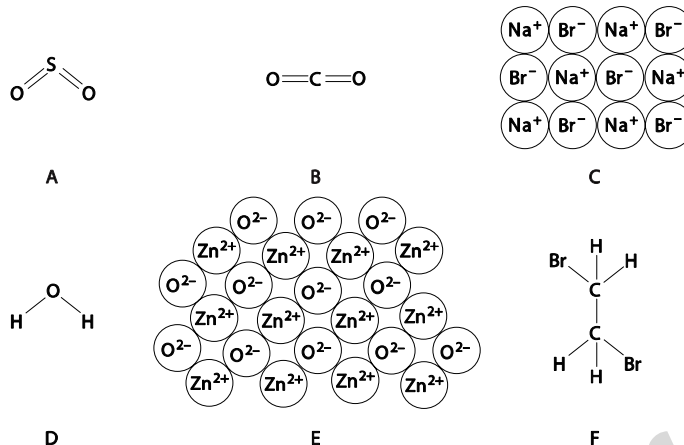 S
O O
A
O C O
B
Na⁺ Br⁻ Na⁺ Br⁻
Br⁻ Na⁺ Br⁻ Na⁺
Na⁺ Br⁻ Na⁺ Br⁻
C
O
H H
D
O²⁻ O²⁻ O²⁻
Zn²⁺ Zn²⁺ Zn²⁺ Zn²⁺
O²⁻ O²⁻ O²⁻ O²⁻
Zn²⁺ Zn²⁺ Zn²⁺ Zn²⁺
O²⁻ O²⁻ O²⁻ O²⁻ O²⁻
Zn²⁺ Zn²⁺ Zn²⁺ Zn²⁺
E
H
Br H
C
C
H Br
H
F